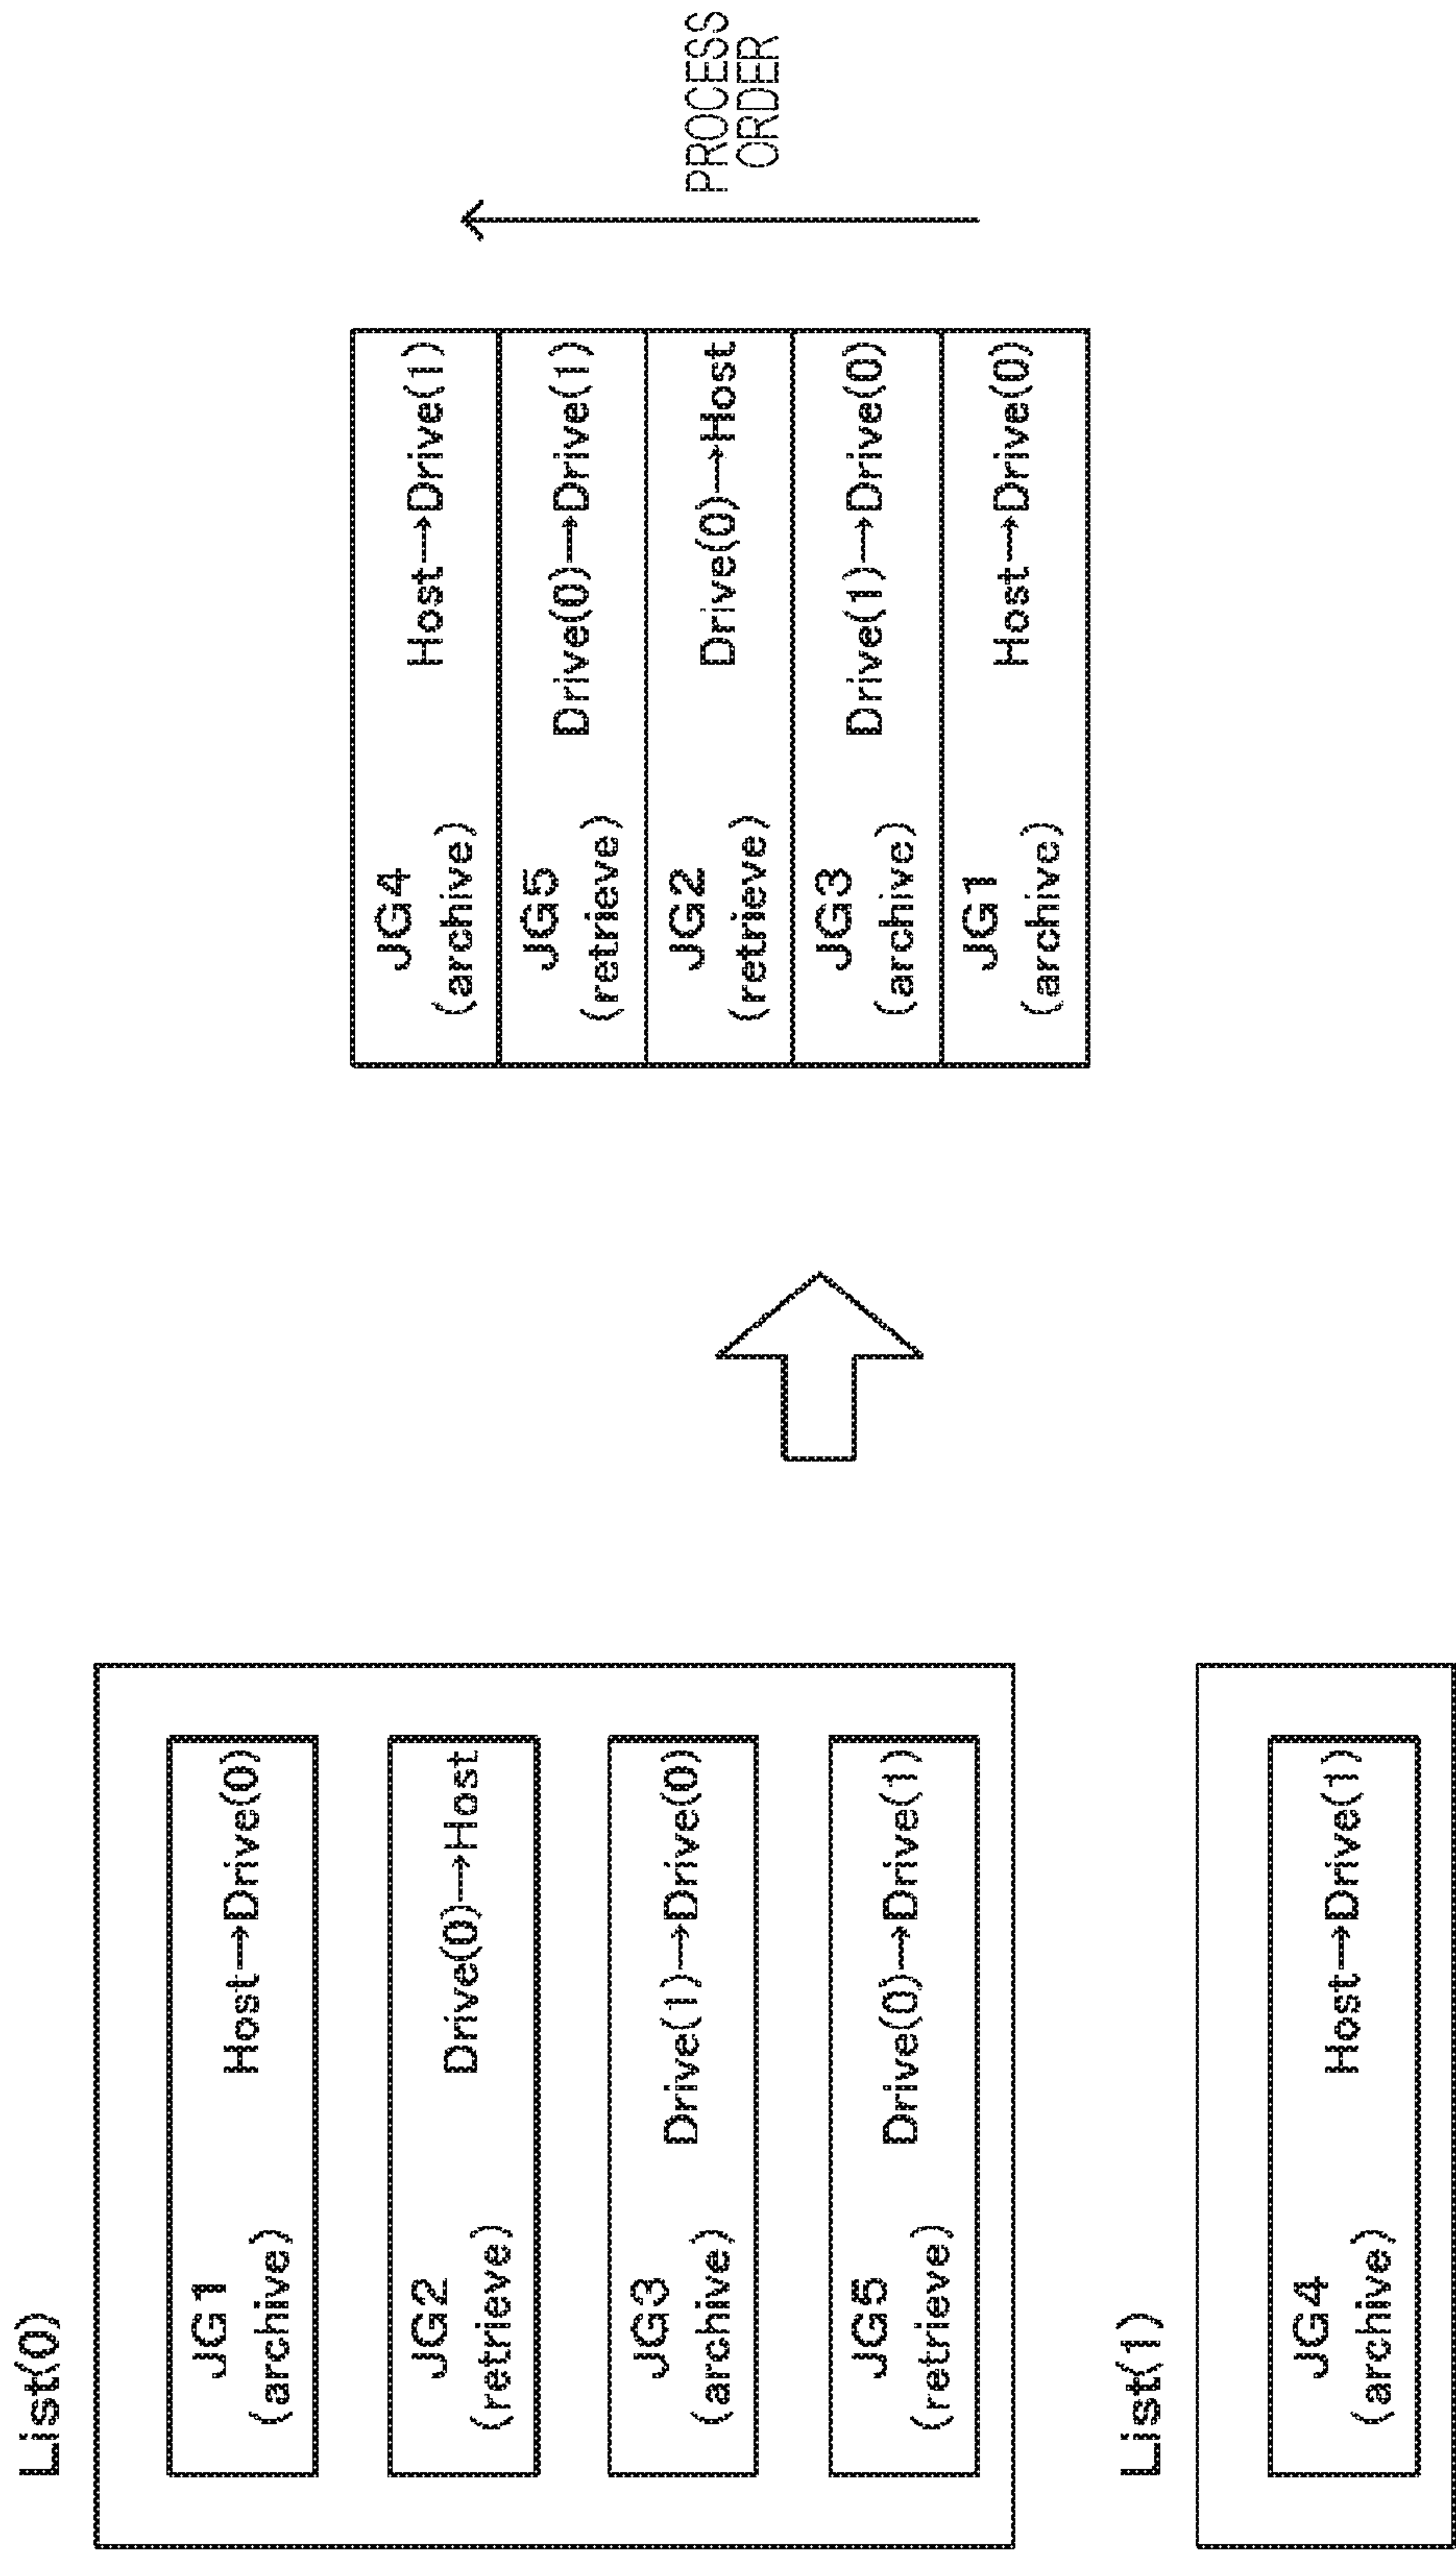 List(0)
JG1
(archive)
Host→Drive(0)
JG2
(retrieve)
Drive(0)→Host
JG3
(archive)
Drive(1)→Drive(0)
JG5
(retrieve)
Drive(0)→Drive(1)
List(1)
JG4
(archive)
Host→Drive(1)
JG4
(archive)
Host→Drive(1)
JG5
(retrieve)
Drive(0)→Drive(1)
JG2
(retrieve)
Drive(0)→Host
JG3
(archive)
Drive(1)→Drive(0)
JG1
(archive)
Host→Drive(0)
PROCESS
ORDER